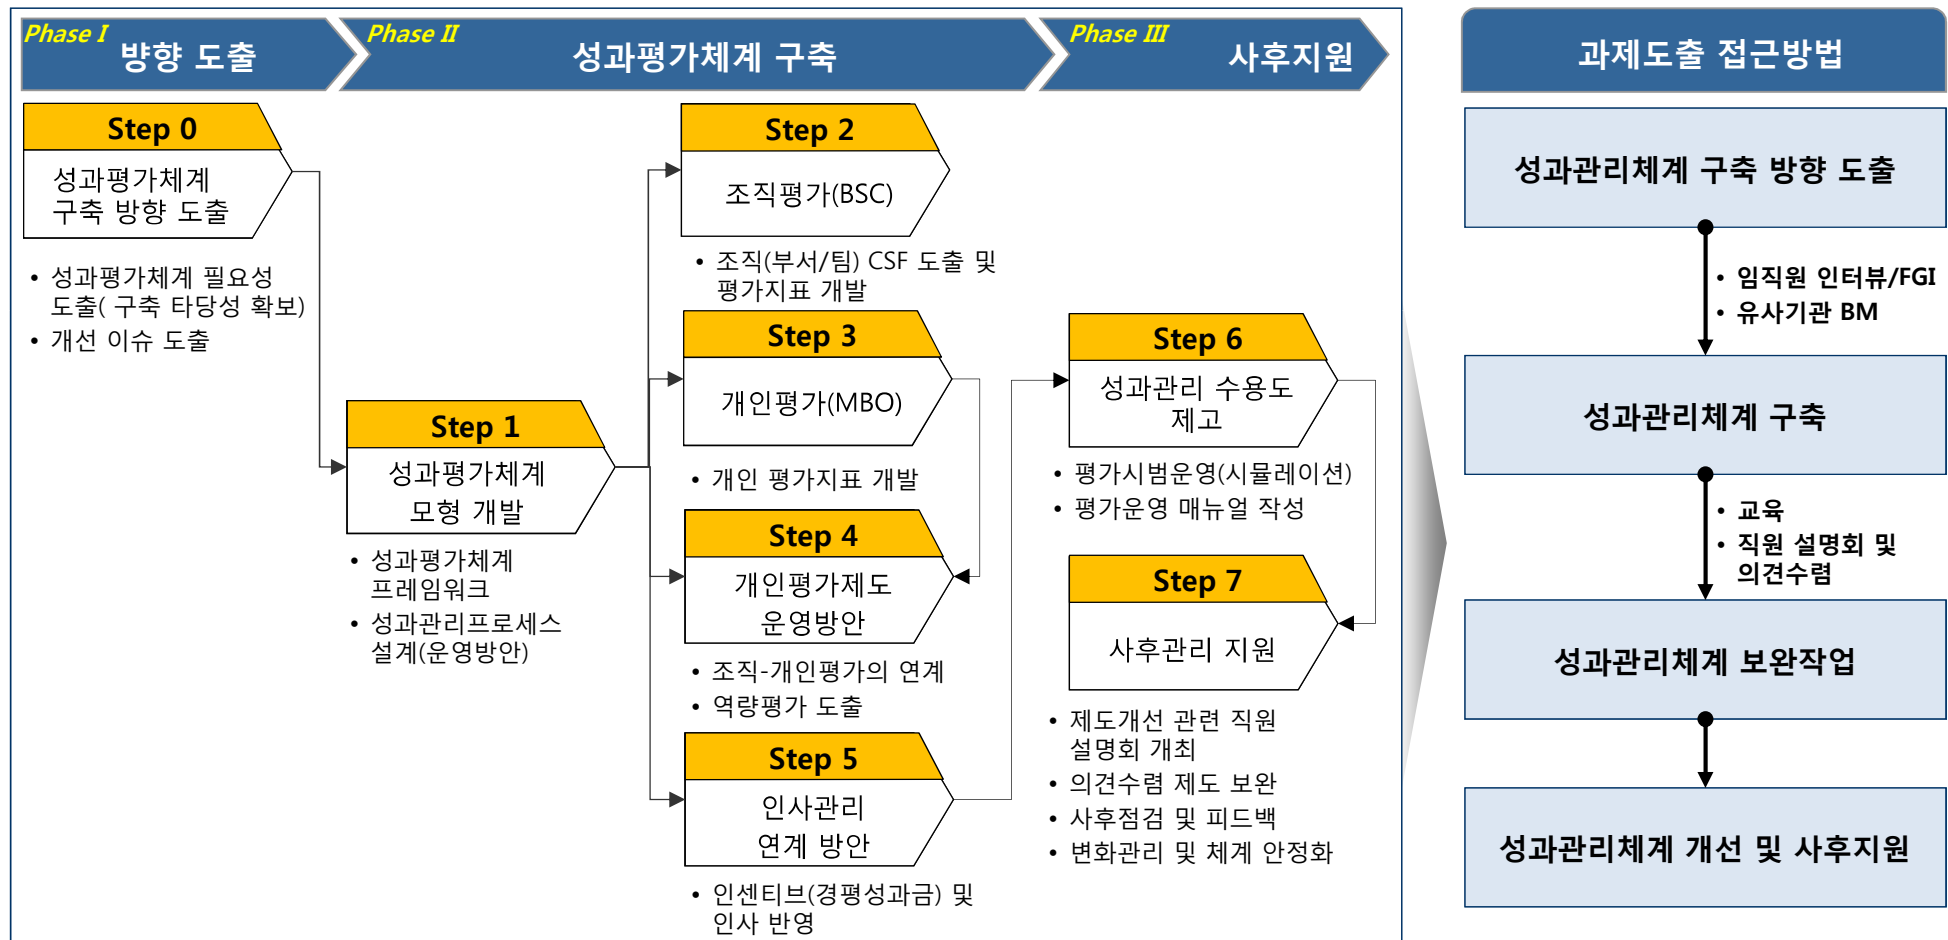 Phase I
방향 도출
Phase II
성과평가체계 구축
Phase III
사후지원
Step 0
성과평가체계
구축 방향 도출
• 성과평가체계 필요성
도출( 구축 타당성 확보)
• 개선 이슈 도출
Step 1
성과평가체계
모형 개발
• 성과평가체계
프레임워크
• 성과관리프로세스
설계(운영방안)
Step 2
조직평가(BSC)
• 조직(부서/팀) CSF 도출 및
평가지표 개발
Step 3
개인평가(MBO)
• 개인 평가지표 개발
Step 4
개인평가제도
운영방안
• 조직-개인평가의 연계
• 역량평가 도출
Step 5
인사관리
연계 방안
• 인센티브(경평성과금) 및
인사 반영
Step 6
성과관리 수용도
제고
• 평가시범운영(시뮬레이션)
• 평가운영 매뉴얼 작성
Step 7
사후관리 지원
• 제도개선 관련 직원
설명회 개최
• 의견수렴 제도 보완
• 사후점검 및 피드백
• 변화관리 및 체계 안정화
과제도출 접근방법
성과관리체계 구축 방향 도출
• 임직원 인터뷰/FGI
• 유사기관 BM
성과관리체계 구축
• 교육
• 직원 설명회 및
의견수렴
성과관리체계 보완작업
성과관리체계 개선 및 사후지원